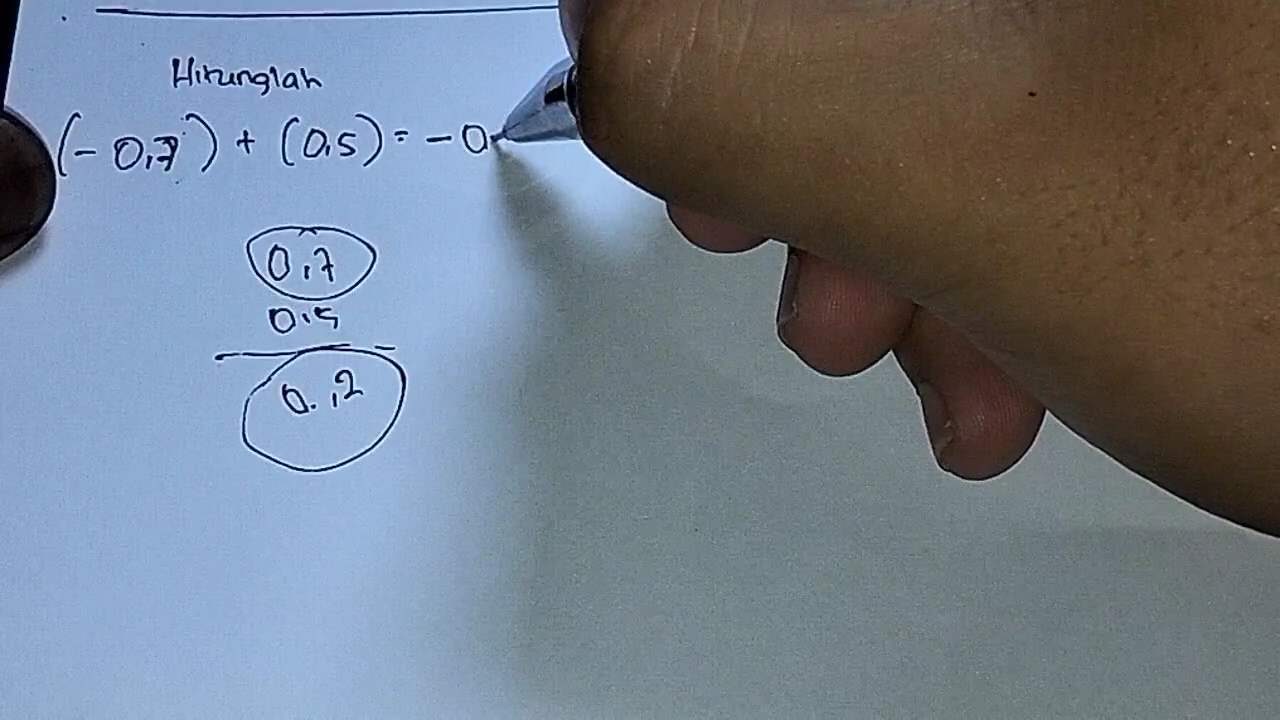 Hitunglah
(- 0,7) + (0,5) = - 0,
0,7
0,5
0,2